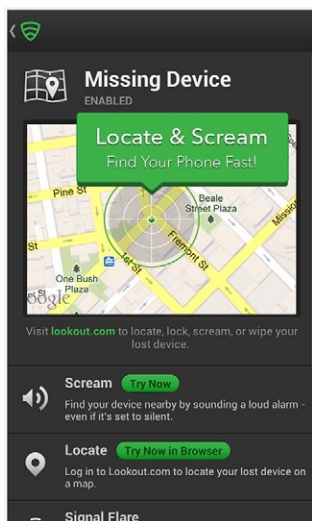 Missing Device
ENABLED
Locate & Scream
Find Your Phone Fast!
Pine St
Beale
Street Plaza
Mission
St
Fremont St
1st St
One Bush
Plaza
Google
Visit lookout.com to locate, lock, scream, or wipe your
lost device.
Scream Try Now
Find your device nearby by sounding a loud alarm -
even if it's set to silent.
Locate Try Now in Browser
Log in to Lookout.com to locate your lost device on
a map.
Signal Flare